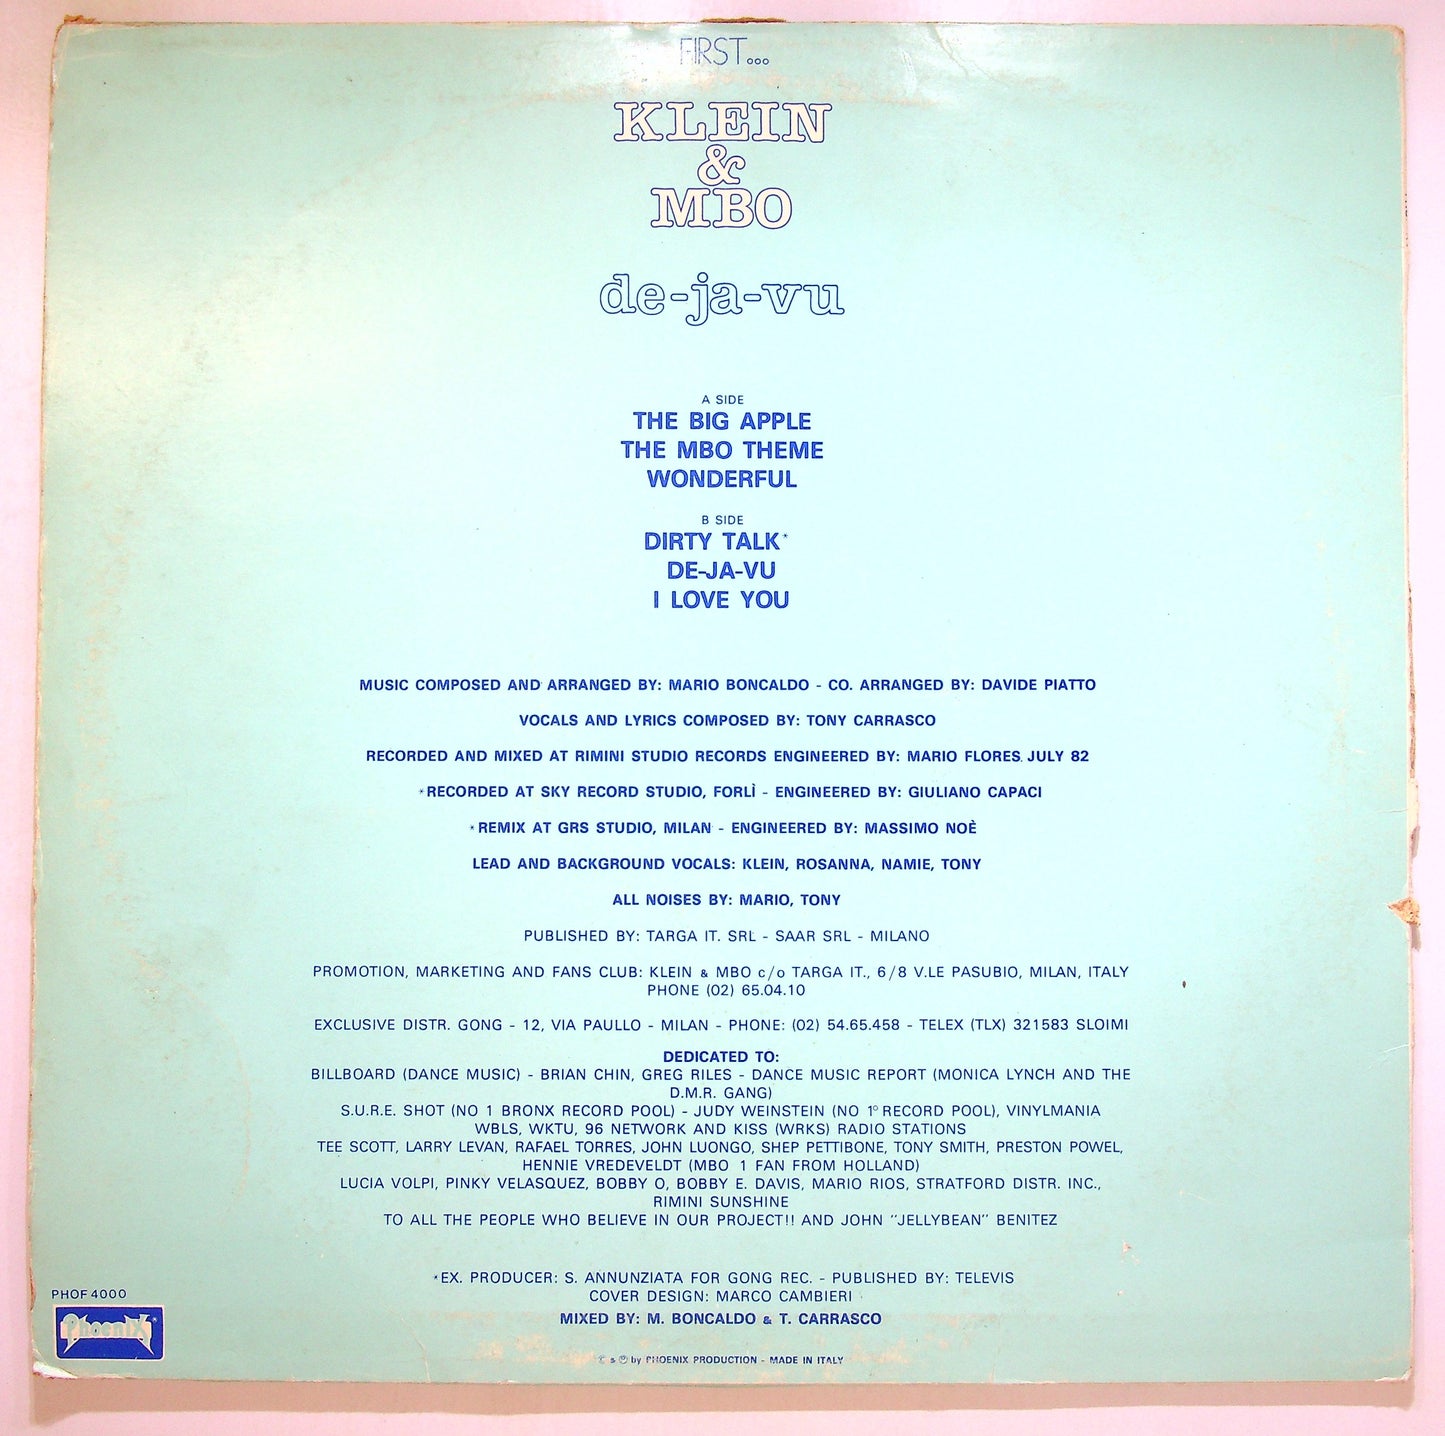 FIRST...
KLEIN
&
MBO
de-ja-vu
A SIDE
THE BIG APPLE
THE MBO THEME
WONDERFUL
B SIDE
DIRTY TALK*
DE-JA-VU
I LOVE YOU
MUSIC COMPOSED AND ARRANGED BY: MARIO BONCALDO - CO. ARRANGED BY: DAVIDE PIATTO
VOCALS AND LYRICS COMPOSED BY: TONY CARRASCO
RECORDED AND MIXED AT RIMINI STUDIO RECORDS ENGINEERED BY: MARIO FLORES. JULY 82
*RECORDED AT SKY RECORD STUDIO, FORLÌ - ENGINEERED BY: GIULIANO CAPACI
*REMIX AT GRS STUDIO, MILAN - ENGINEERED BY: MASSIMO NOÈ
LEAD AND BACKGROUND VOCALS: KLEIN, ROSANNA, NAMIE, TONY
ALL NOISES BY: MARIO, TONY
PUBLISHED BY: TARGA IT. SRL - SAAR SRL - MILANO
PROMOTION, MARKETING AND FANS CLUB: KLEIN & MBO c/o TARGA IT., 6/8 V.LE PASUBIO, MILAN, ITALY
PHONE (02) 65.04.10
EXCLUSIVE DISTR. GONG - 12, VIA PAULLO - MILAN - PHONE: (02) 54.65.458 - TELEX (TLX) 321583 SLOIMI
DEDICATED TO:
BILLBOARD (DANCE MUSIC) - BRIAN CHIN, GREG RILES - DANCE MUSIC REPORT (MONICA LYNCH AND THE
D.M.R. GANG)
S.U.R.E. SHOT (NO 1 BRONX RECORD POOL) - JUDY WEINSTEIN (NO 1° RECORD POOL), VINYLMANIA
WBLS, WKTU, 96 NETWORK AND KISS (WRKS) RADIO STATIONS
TEE SCOTT, LARRY LEVAN, RAFAEL TORRES, JOHN LUONGO, SHEP PETTIBONE, TONY SMITH, PRESTON POWEL,
HENNIE VREDEVELDT (MBO 1 FAN FROM HOLLAND)
LUCIA VOLPI, PINKY VELASQUEZ, BOBBY O, BOBBY E. DAVIS, MARIO RIOS, STRATFORD DISTR. INC.,
RIMINI SUNSHINE
TO ALL THE PEOPLE WHO BELIEVE IN OUR PROJECT!! AND JOHN "JELLYBEAN" BENITEZ
*EX. PRODUCER: S. ANNUNZIATA FOR GONG REC. - PUBLISHED BY: TELEVIS
COVER DESIGN: MARCO CAMBIERI
MIXED BY: M. BONCALDO & T. CARRASCO
PHOF 4000
Phoenix
© & ℗ by PHOENIX PRODUCTION - MADE IN ITALY